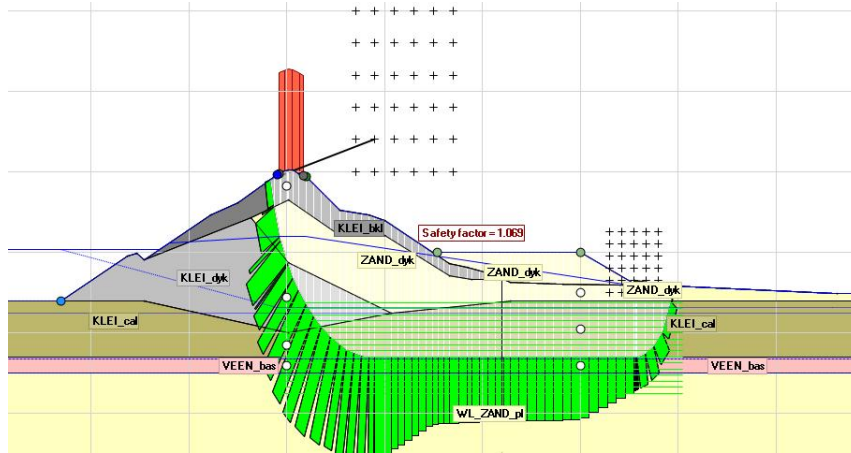 KLEI_bkl
Safety factor = 1.069
ZAND_dyk
ZAND_dyk
KLEI_dyk
ZAND_dyk
KLEI_cal
KLEI_cal
VEEN_bas
VEEN_bas
WL_ZAND_pl